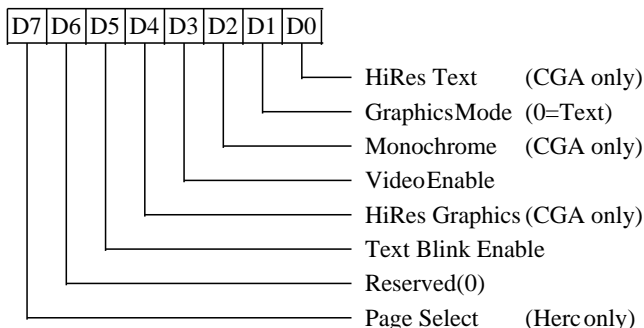 D7 D6 D5 D4 D3 D2 D1 D0
HiRes Text (CGA only)
GraphicsMode (0=Text)
Monochrome (CGA only)
VideoEnable
HiRes Graphics (CGA only)
Text Blink Enable
Reserved(0)
Page Select (Herc only)